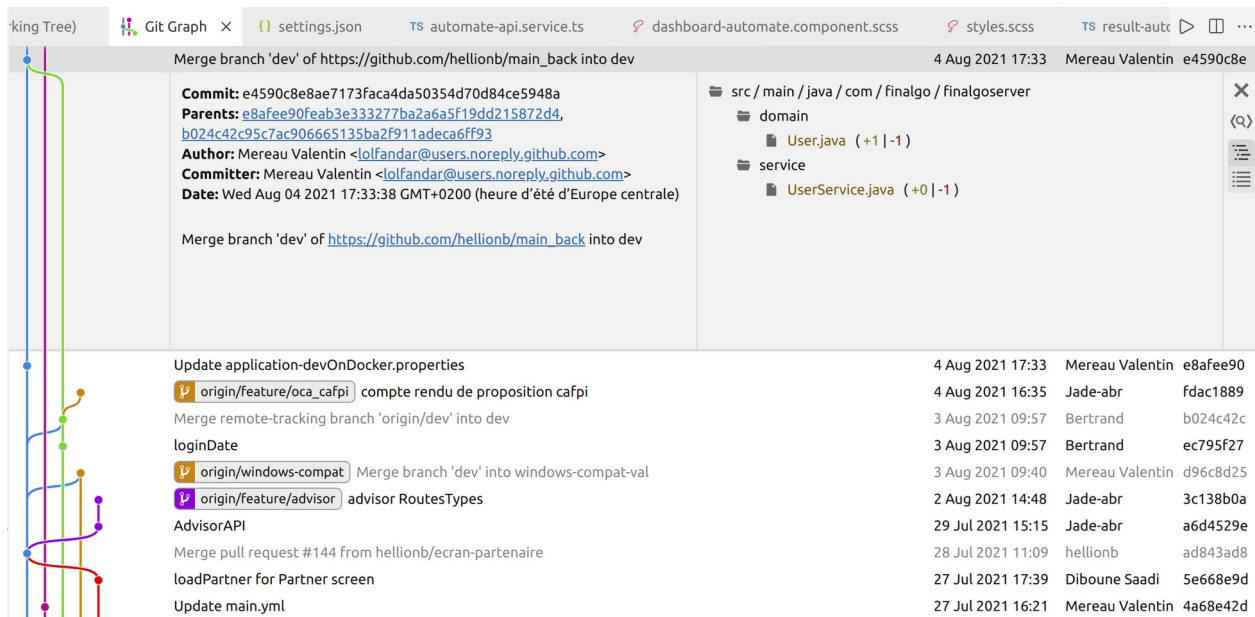 rking Tree) Git Graph × {} settings.json TS automate-api.service.ts dashboard-automate.component.scss styles.scss TS result-auto ...
Merge branch 'dev' of https://github.com/hellionb/main_back into dev 4 Aug 2021 17:33 Mereau Valentin e4590c8e
Commit: e4590c8e8ae7173faca4da50354d70d84ce5948a
Parents: e8afee90feab3e333277ba2a6a5f19dd215872d4,
b024c42c95c7ac906665135ba2f911adeca6ff93
Author: Mereau Valentin <lolfandar@users.noreply.github.com>
Committer: Mereau Valentin <lolfandar@users.noreply.github.com>
Date: Wed Aug 04 2021 17:33:38 GMT+0200 (heure d’été d’Europe centrale)
Merge branch 'dev' of https://github.com/hellionb/main_back into dev
src / main / java / com / finalgo / finalgoserver
domain
User.java (+1|-1)
service
UserService.java (+0|-1)
Update application-devOnDocker.properties 4 Aug 2021 17:33 Mereau Valentin e8afee90
origin/feature/oca_cafpi compte rendu de proposition cafpi 4 Aug 2021 16:35 Jade-abr fdac1889
Merge remote-tracking branch 'origin/dev' into dev 3 Aug 2021 09:57 Bertrand b024c42c
loginDate 3 Aug 2021 09:57 Bertrand ec795f27
origin/windows-compat Merge branch 'dev' into windows-compat-val 3 Aug 2021 09:40 Mereau Valentin d96c8d25
origin/feature/advisor advisor RoutesTypes 2 Aug 2021 14:48 Jade-abr 3c138b0a
AdvisorAPI 29 Jul 2021 15:15 Jade-abr a6d4529e
Merge pull request #144 from hellionb/ecran-partenaire 28 Jul 2021 11:09 hellionb ad843ad8
loadPartner for Partner screen 27 Jul 2021 17:39 Diboune Saadi 5e668e9d
Update main.yml 27 Jul 2021 16:21 Mereau Valentin 4a68e42d